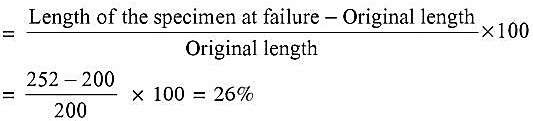 = Length of the specimen at failure – Original length / Original length ×100
= 252 – 200 / 200 × 100 = 26%